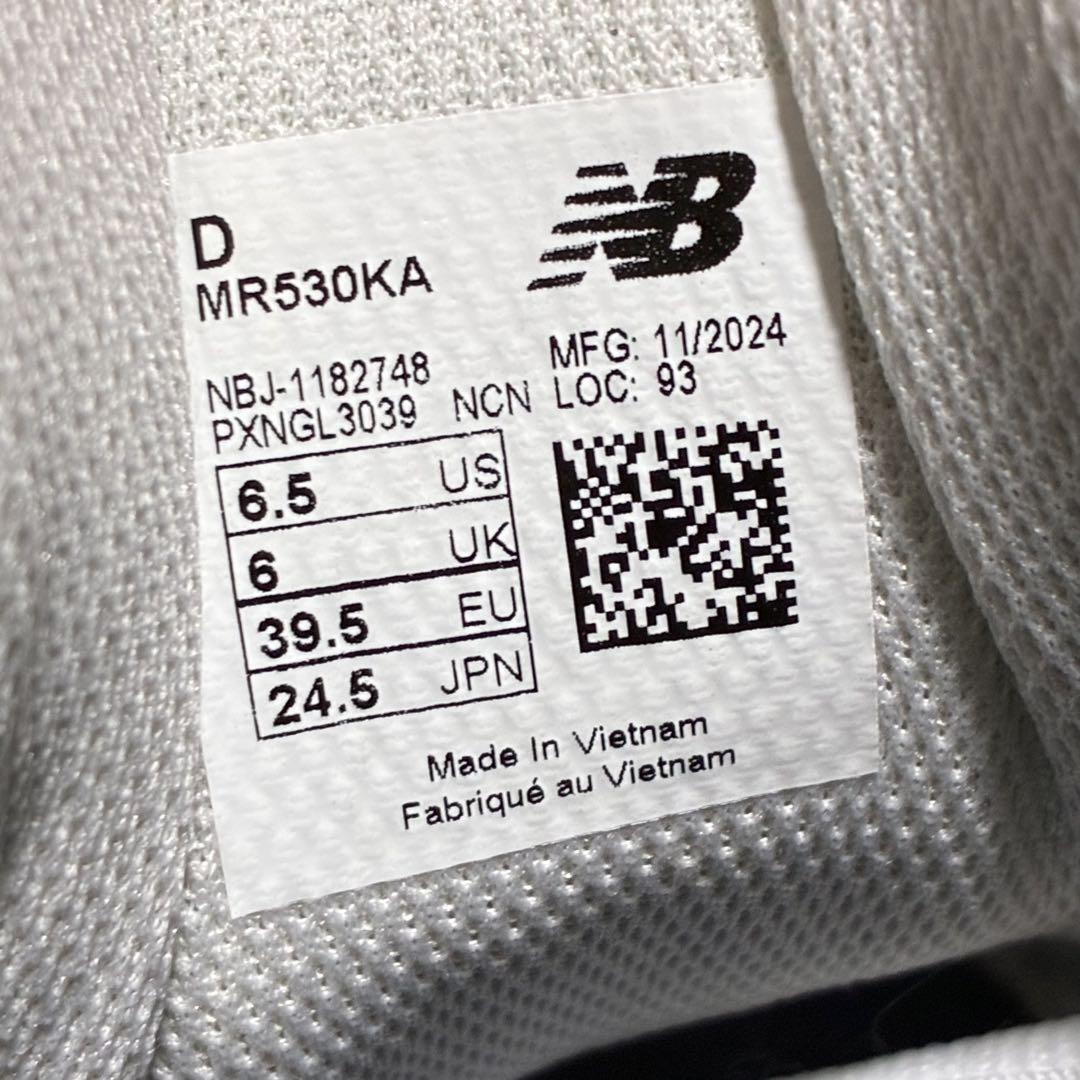 NB
D
MR530KA
NBJ-1182748
PXNGL3039 NCN
MFG: 11/2024
LOC: 93
6.5 US
6 UK
39.5 EU
24.5 JPN
Made In Vietnam
Fabriqué au Vietnam